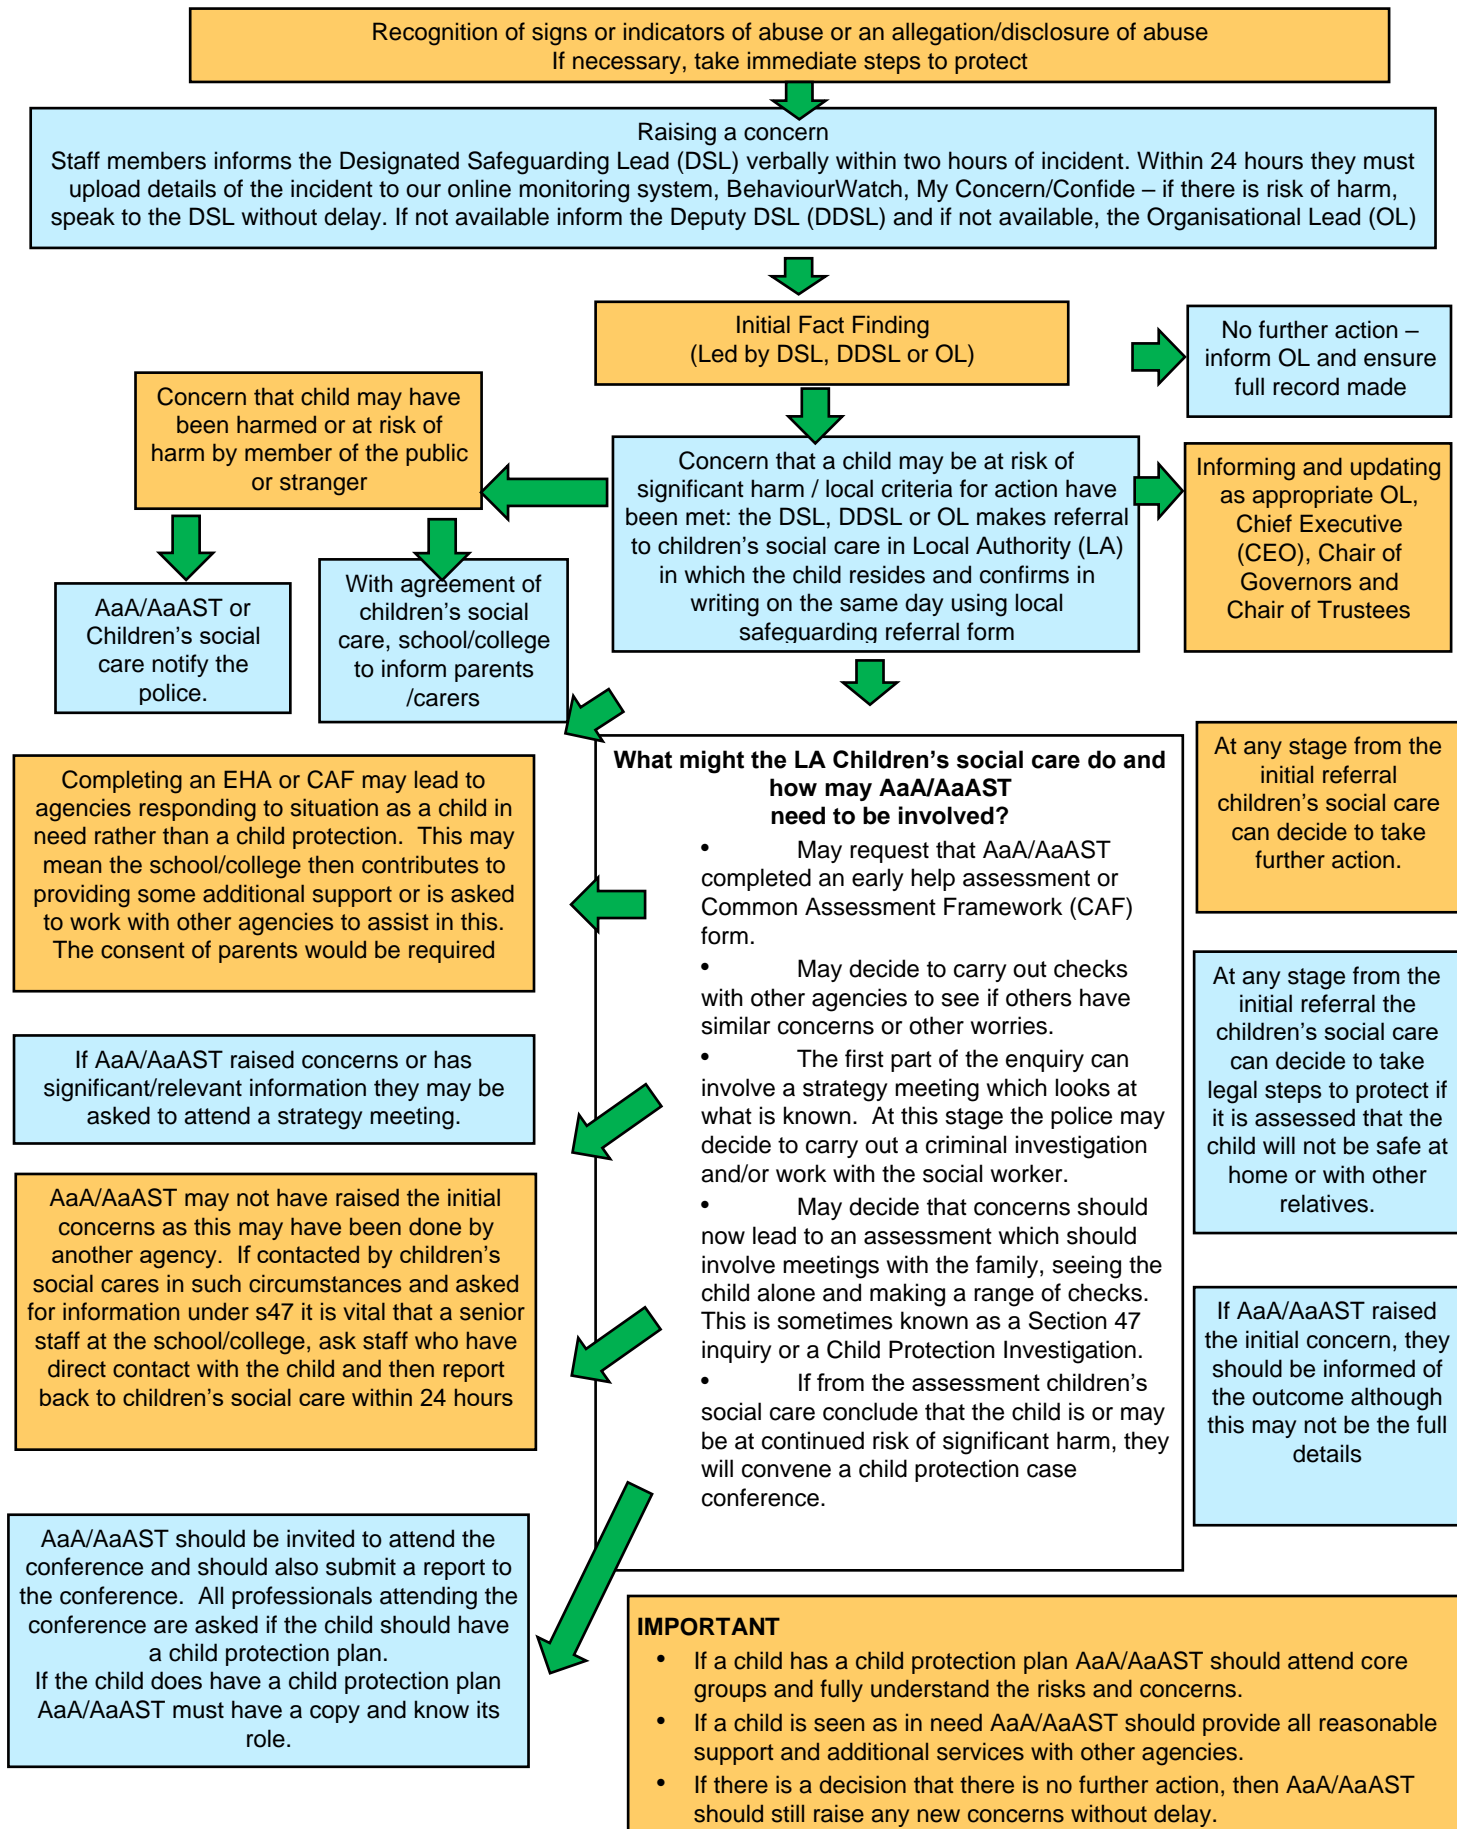 Recognition of signs or indicators of abuse or an allegation/disclosure of abuse
If necessary, take immediate steps to protect
Raising a concern
Staff members informs the Designated Safeguarding Lead (DSL) verbally within two hours of incident. Within 24 hours they must
upload details of the incident to our online monitoring system, BehaviourWatch, My Concern/Confide – if there is risk of harm,
speak to the DSL without delay. If not available inform the Deputy DSL (DDSL) and if not available, the Organisational Lead (OL)
Initial Fact Finding
(Led by DSL, DDSL or OL)
No further action –
inform OL and ensure
full record made
Concern that child may have
been harmed or at risk of
harm by member of the public
or stranger
Concern that a child may be at risk of
significant harm / local criteria for action have
been met: the DSL, DDSL or OL makes referral
to children's social care in Local Authority (LA)
in which the child resides and confirms in
writing on the same day using local
safeguarding referral form
Informing and updating
as appropriate OL,
Chief Executive
(CEO), Chair of
Governors and
Chair of Trustees
AaA/AaAST or
Children's social
care notify the
police.
With agreement of
children's social
care, school/college
to inform parents
/carers
Completing an EHA or CAF may lead to
agencies responding to situation as a child in
need rather than a child protection. This may
mean the school/college then contributes to
providing some additional support or is asked
to work with other agencies to assist in this.
The consent of parents would be required
If AaA/AaAST raised concerns or has
significant/relevant information they may be
asked to attend a strategy meeting.
AaA/AaAST may not have raised the initial
concerns as this may have been done by
another agency. If contacted by children's
social cares in such circumstances and asked
for information under s47 it is vital that a senior
staff at the school/college, ask staff who have
direct contact with the child and then report
back to children's social care within 24 hours
AaA/AaAST should be invited to attend the
conference and should also submit a report to
the conference. All professionals attending the
conference are asked if the child should have
a child protection plan.
If the child does have a child protection plan
AaA/AaAST must have a copy and know its
role.
What might the LA Children's social care do and
how may AaA/AaAST
need to be involved?
• May request that AaA/AaAST
completed an early help assessment or
Common Assessment Framework (CAF)
form.
• May decide to carry out checks
with other agencies to see if others have
similar concerns or other worries.
• The first part of the enquiry can
involve a strategy meeting which looks at
what is known. At this stage the police may
decide to carry out a criminal investigation
and/or work with the social worker.
• May decide that concerns should
now lead to an assessment which should
involve meetings with the family, seeing the
child alone and making a range of checks.
This is sometimes known as a Section 47
inquiry or a Child Protection Investigation.
• If from the assessment children's
social care conclude that the child is or may
be at continued risk of significant harm, they
will convene a child protection case
conference.
At any stage from the
initial referral
children's social care
can decide to take
further action.
At any stage from the
initial referral the
children's social care
can decide to take
legal steps to protect if
it is assessed that the
child will not be safe at
home or with other
relatives.
If AaA/AaAST raised
the initial concern, they
should be informed of
the outcome although
this may not be the full
details
IMPORTANT
• If a child has a child protection plan AaA/AaAST should attend core
groups and fully understand the risks and concerns.
• If a child is seen as in need AaA/AaAST should provide all reasonable
support and additional services with other agencies.
• If there is a decision that there is no further action, then AaA/AaAST
should still raise any new concerns without delay.